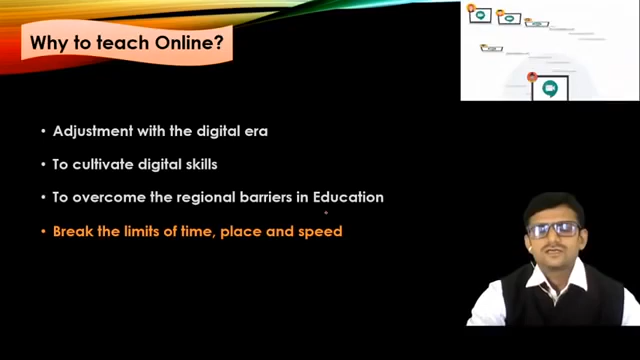 Why to teach Online?
• Adjustment with the digital era
• To cultivate digital skills
• To overcome the regional barriers in Education
• Break the limits of time, place and speed